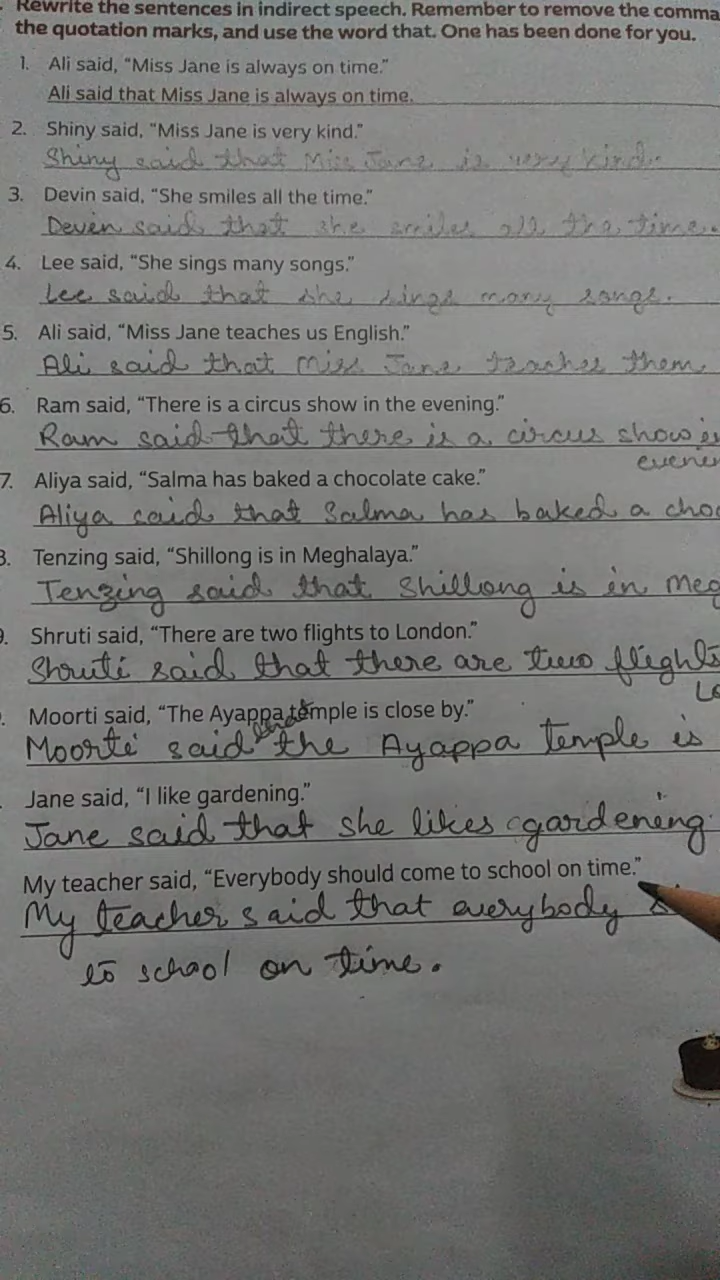 Rewrite the sentences in indirect speech. Remember to remove the comma
the quotation marks, and use the word that. One has been done for you.
1. Ali said, “Miss Jane is always on time.”
Ali said that Miss Jane is always on time.
2. Shiny said, “Miss Jane is very kind.”
Shiny said that Miss Jane is very kind.
3. Devin said, “She smiles all the time.”
Devin said that she smiles all the time.
4. Lee said, “She sings many songs.”
Lee said that she sings many songs.
5. Ali said, “Miss Jane teaches us English.”
Ali said that Miss Jane teaches them
6. Ram said, “There is a circus show in the evening.”
Ram said that there is a circus show
7. Aliya said, “Salma has baked a chocolate cake.”
Aliya said that Salma has baked a
Tenzing said, “Shillong is in Meghalaya.”
Tenzing said that Shillong is in
Shruti said, “There are two flights to London.”
Shruti said that there are two flights
Moorti said, “The Ayappa temple is close by.”
Moorti said that the Ayappa temple is
Jane said, “I like gardening.”
Jane said that she likes gardening.
My teacher said, “Everybody should come to school on time.”
My teacher said that everybody
to school on time.